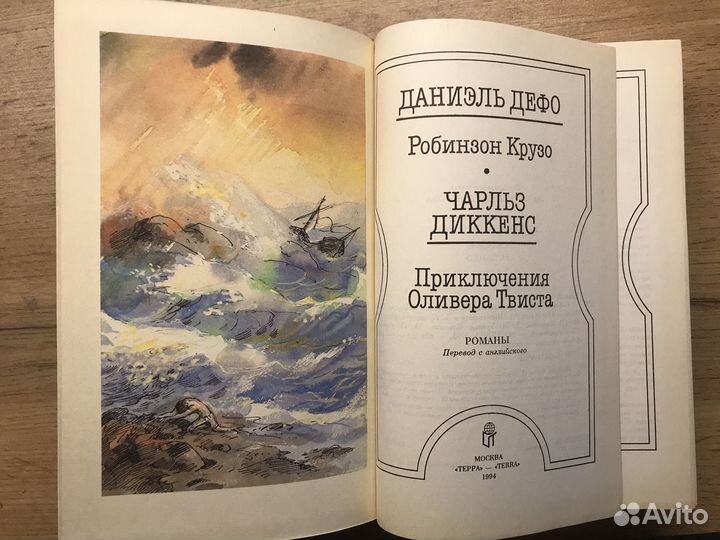 ДАНИЭЛЬ ДЕФО
Робинзон Крузо
•
ЧАРЛЬЗ
ДИККЕНС
Приключения
Оливера Твиста
РОМАНЫ
Перевод с английского
МОСКВА
«ТЕРРА» — «TERRA»
1994
Avito